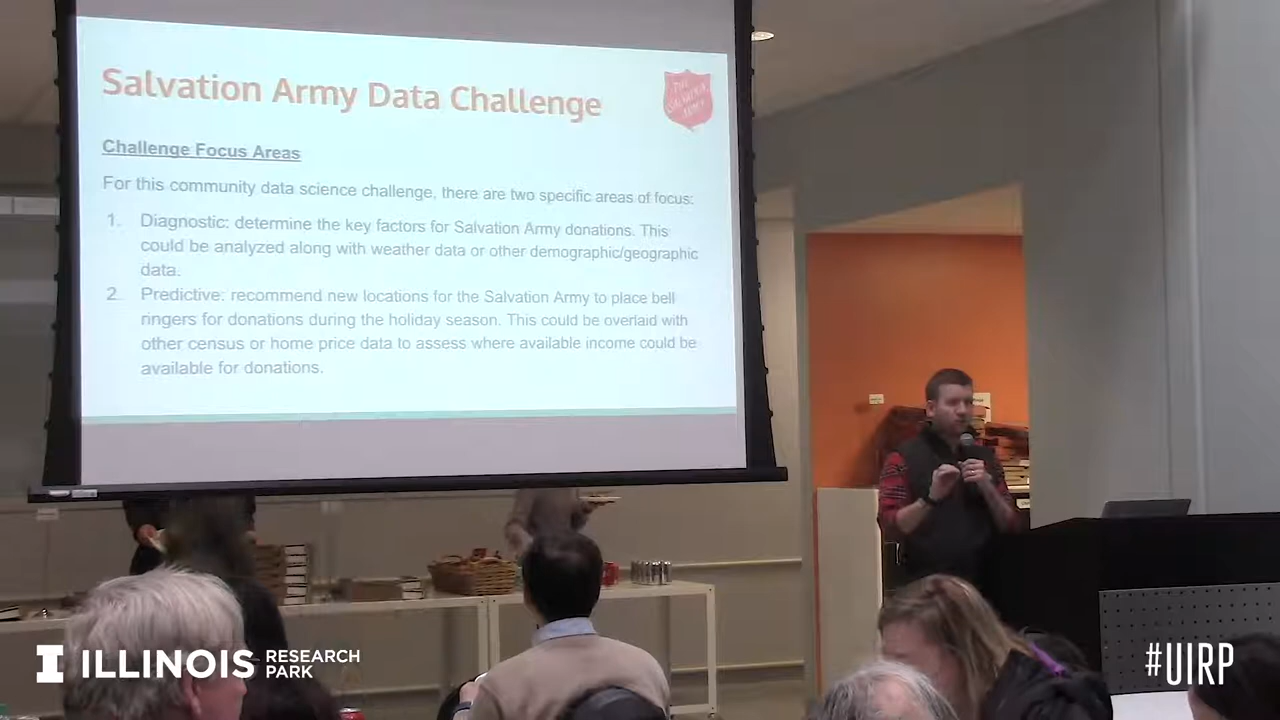 Salvation Army Data Challenge
THE
SALVATION
ARMY
Challenge Focus Areas
For this community data science challenge, there are two specific areas of focus:
1. Diagnostic: determine the key factors for Salvation Army donations. This
could be analyzed along with weather data or other demographic/geographic
data.
2. Predictive: recommend new locations for the Salvation Army to place bell
ringers for donations during the holiday season. This could be overlaid with
other census or home price data to assess where available income could be
available for donations.
I ILLINOIS RESEARCH
PARK
#UIRP